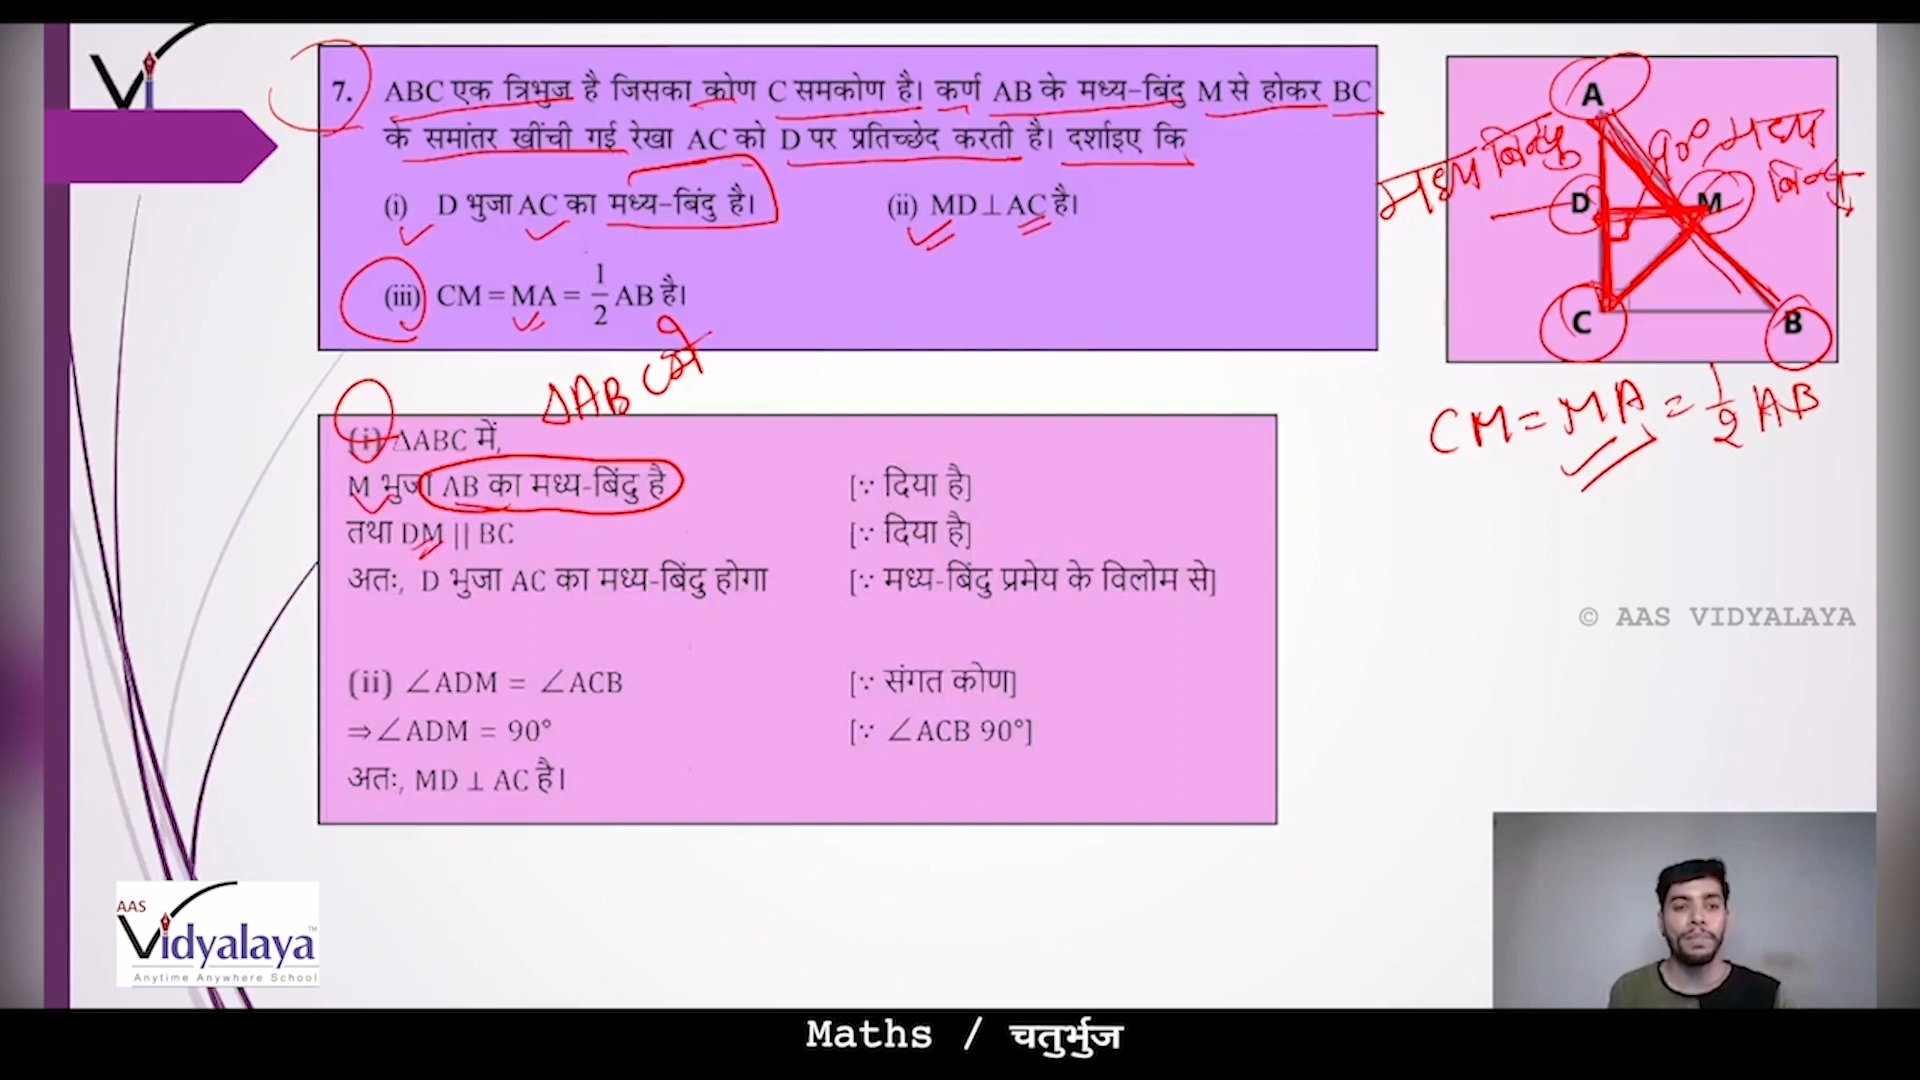 7. ABC एक त्रिभुज है जिसका कोण C समकोण है। कर्ण AB के मध्य-बिंदु M से होकर BC
के समांतर खींची गई रेखा AC को D पर प्रतिच्छेद करती है। दर्शाइए कि
(i) D भुजा AC का मध्य-बिंदु है। (ii) MD ⊥ AC है।
(iii) CM = MA = 1/2 AB है।
A
मध्य बिन्दु 90° मध्य
बिन्दु
D M
C B
CM = MA = 1/2 AB
ΔABC में
(i) ΔABC में,
M भुजा AB का मध्य-बिंदु है [∵ दिया है]
तथा DM || BC [∵ दिया है]
अतः, D भुजा AC का मध्य-बिंदु होगा [∵ मध्य-बिंदु प्रमेय के विलोम से]
© AAS VIDYALAYA
(ii) ∠ADM = ∠ACB [∵ संगत कोण]
⇒∠ADM = 90° [∵ ∠ACB 90°]
अतः, MD ⊥ AC है।
AAS
Vidyalaya™
Anytime Anywhere School
Maths / चतुर्भुज